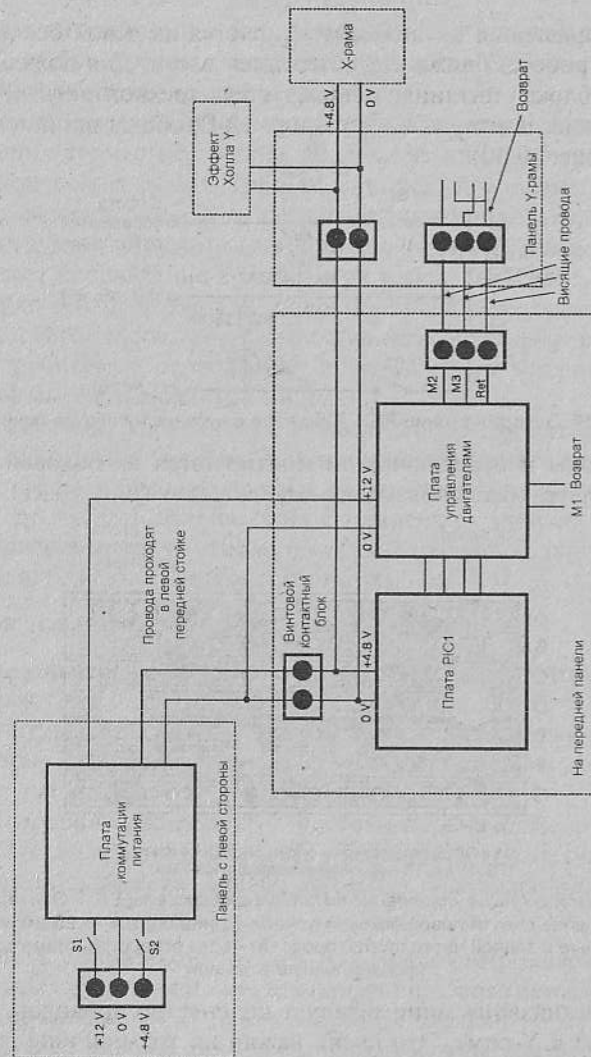 X-рама
+4.8 V
0 V
Эффект
Холла Y
Возврат
Панель Y-рамы
Висящие провода
M2
M3
Ret
+12 V
0 V
Плата
управления
двигателями
M1 Возврат
Провода проходят
в левой
передней стойке
Винтовой
контактный
блок
+4.8 V
0 V
Плата PIC1
На передней панели
Плата
коммутации
питания
Панель с левой стороны
S1
S2
+12
0 V
+4.8 V